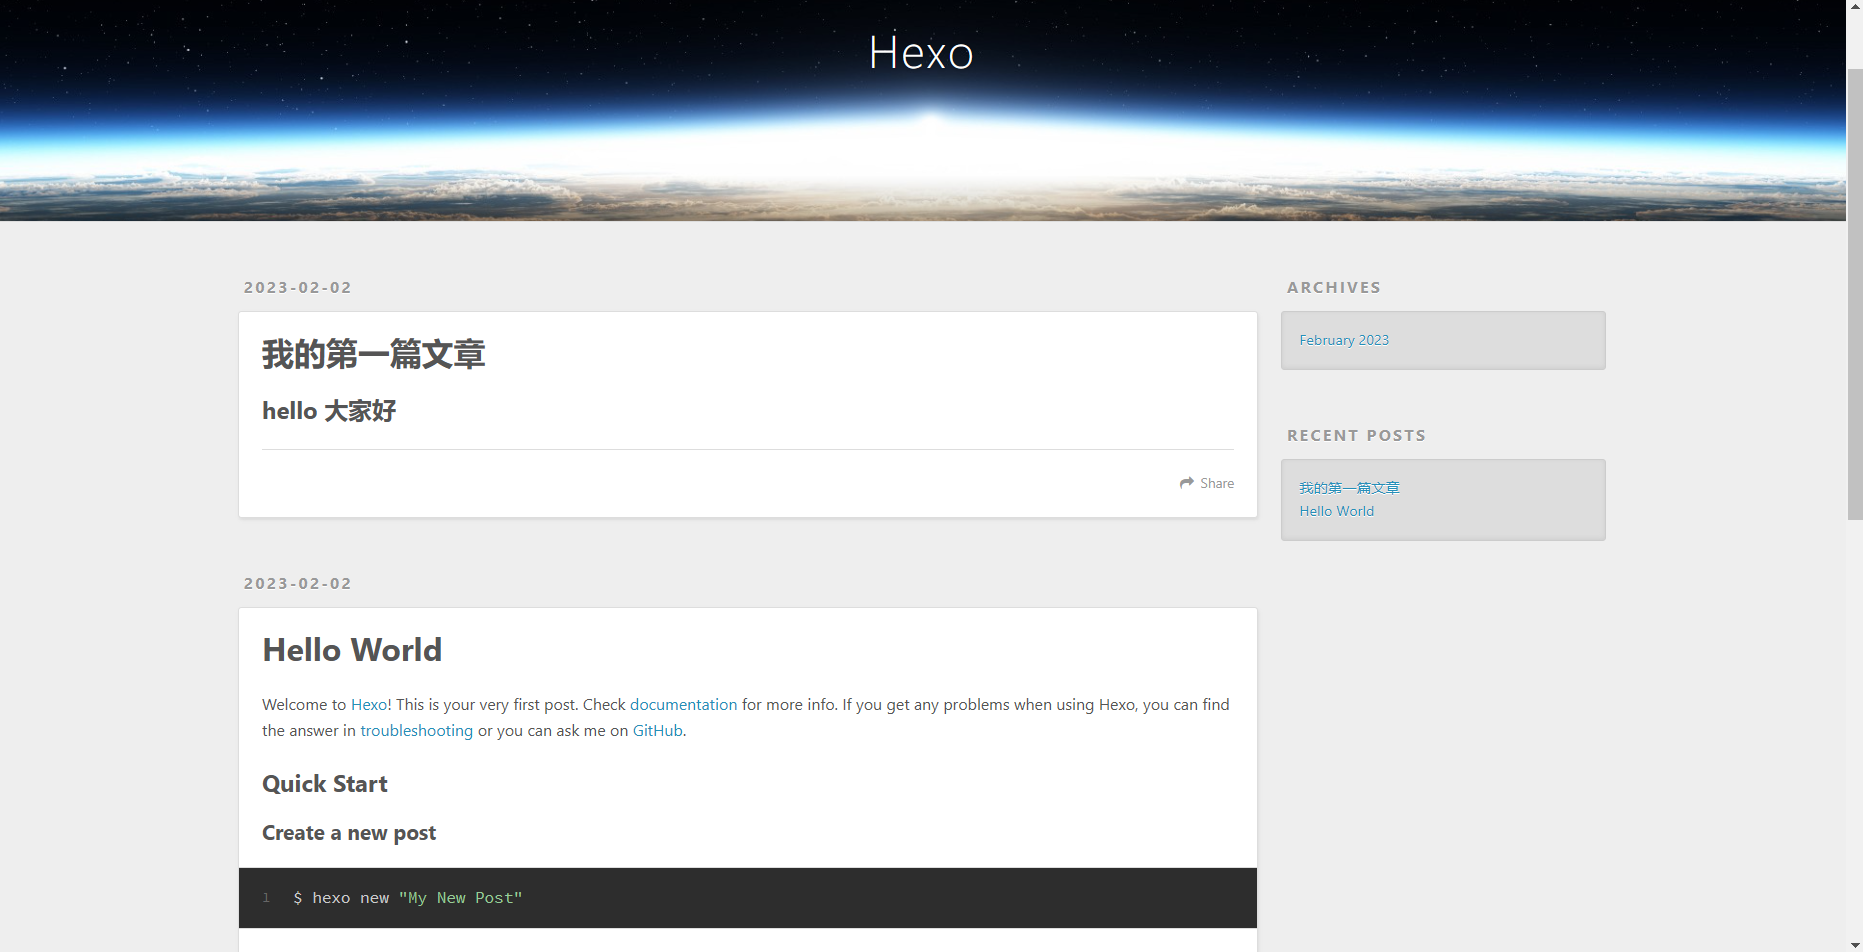 Hexo
2023-02-02
我的第一篇文章
hello 大家好
Share
2023-02-02
Hello World
Welcome to Hexo! This is your very first post. Check documentation for more info. If you get any problems when using Hexo, you can find
the answer in troubleshooting or you can ask me on GitHub.
Quick Start
Create a new post
1 $ hexo new "My New Post"
ARCHIVES
February 2023
RECENT POSTS
我的第一篇文章
Hello World